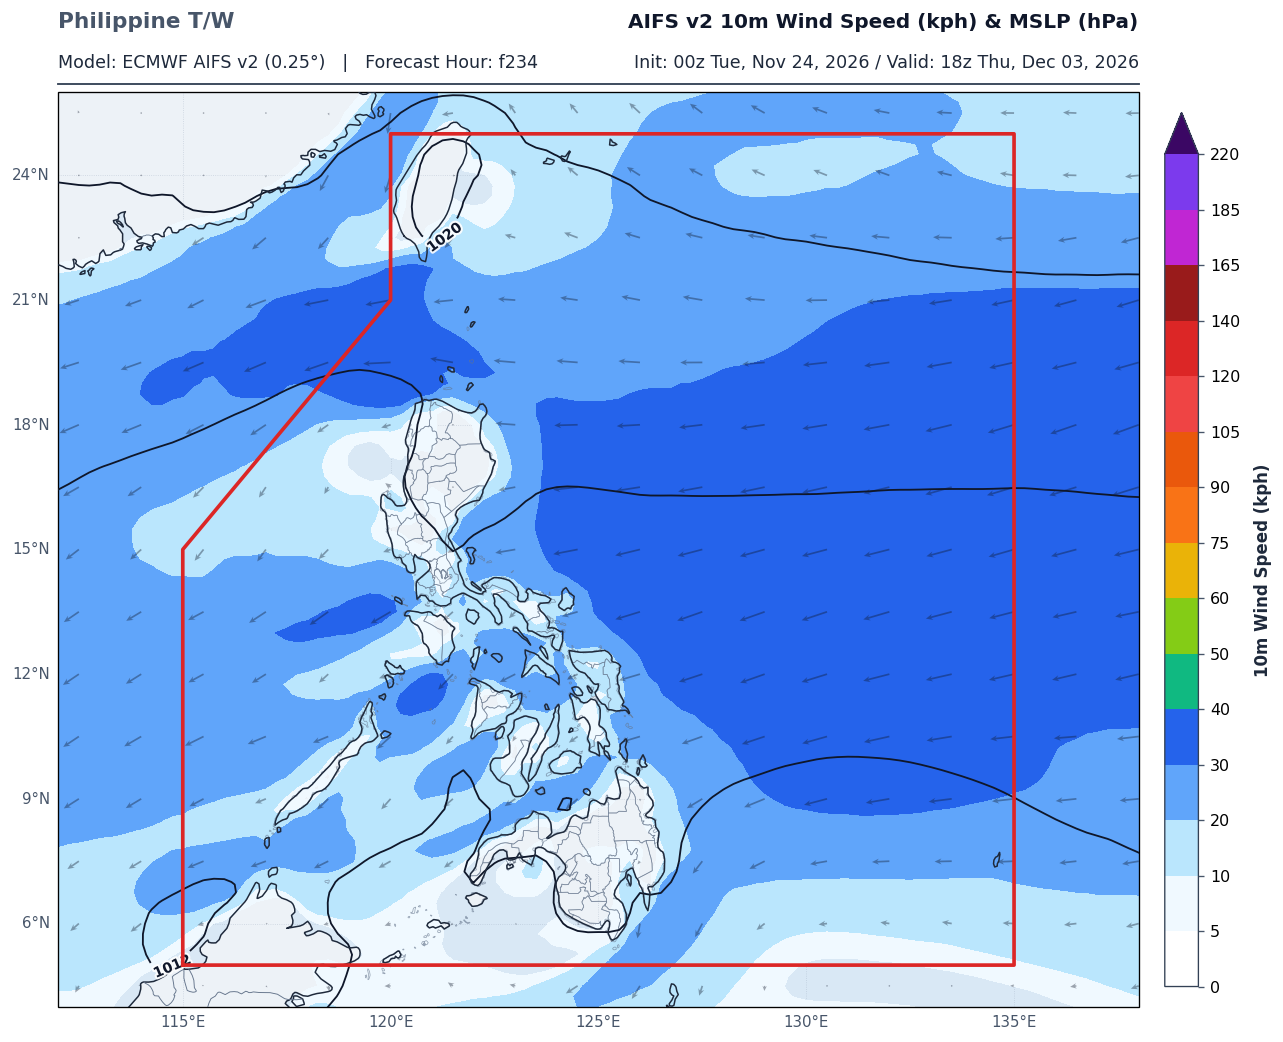 Philippine T/W
AIFS v2 10m Wind Speed (kph) & MSLP (hPa)
Model: ECMWF AIFS v2 (0.25°) | Forecast Hour: f234
Init: 00z Tue, Nov 24, 2026 / Valid: 18z Thu, Dec 03, 2026
24°N
21°N
18°N
15°N
12°N
9°N
6°N
115°E
120°E
125°E
130°E
135°E
1020
1012
220
185
165
140
120
105
90
75
60
50
40
30
20
10
5
0
10m Wind Speed (kph)